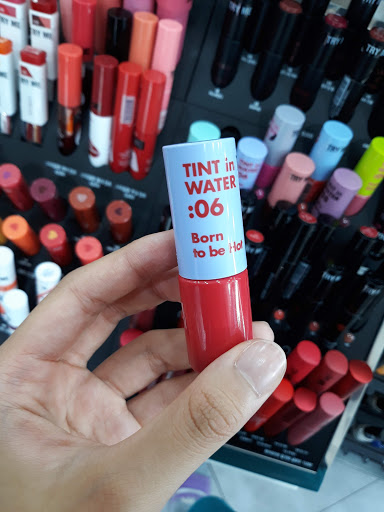 TINT in
WATER
:06
Born
to be Hot